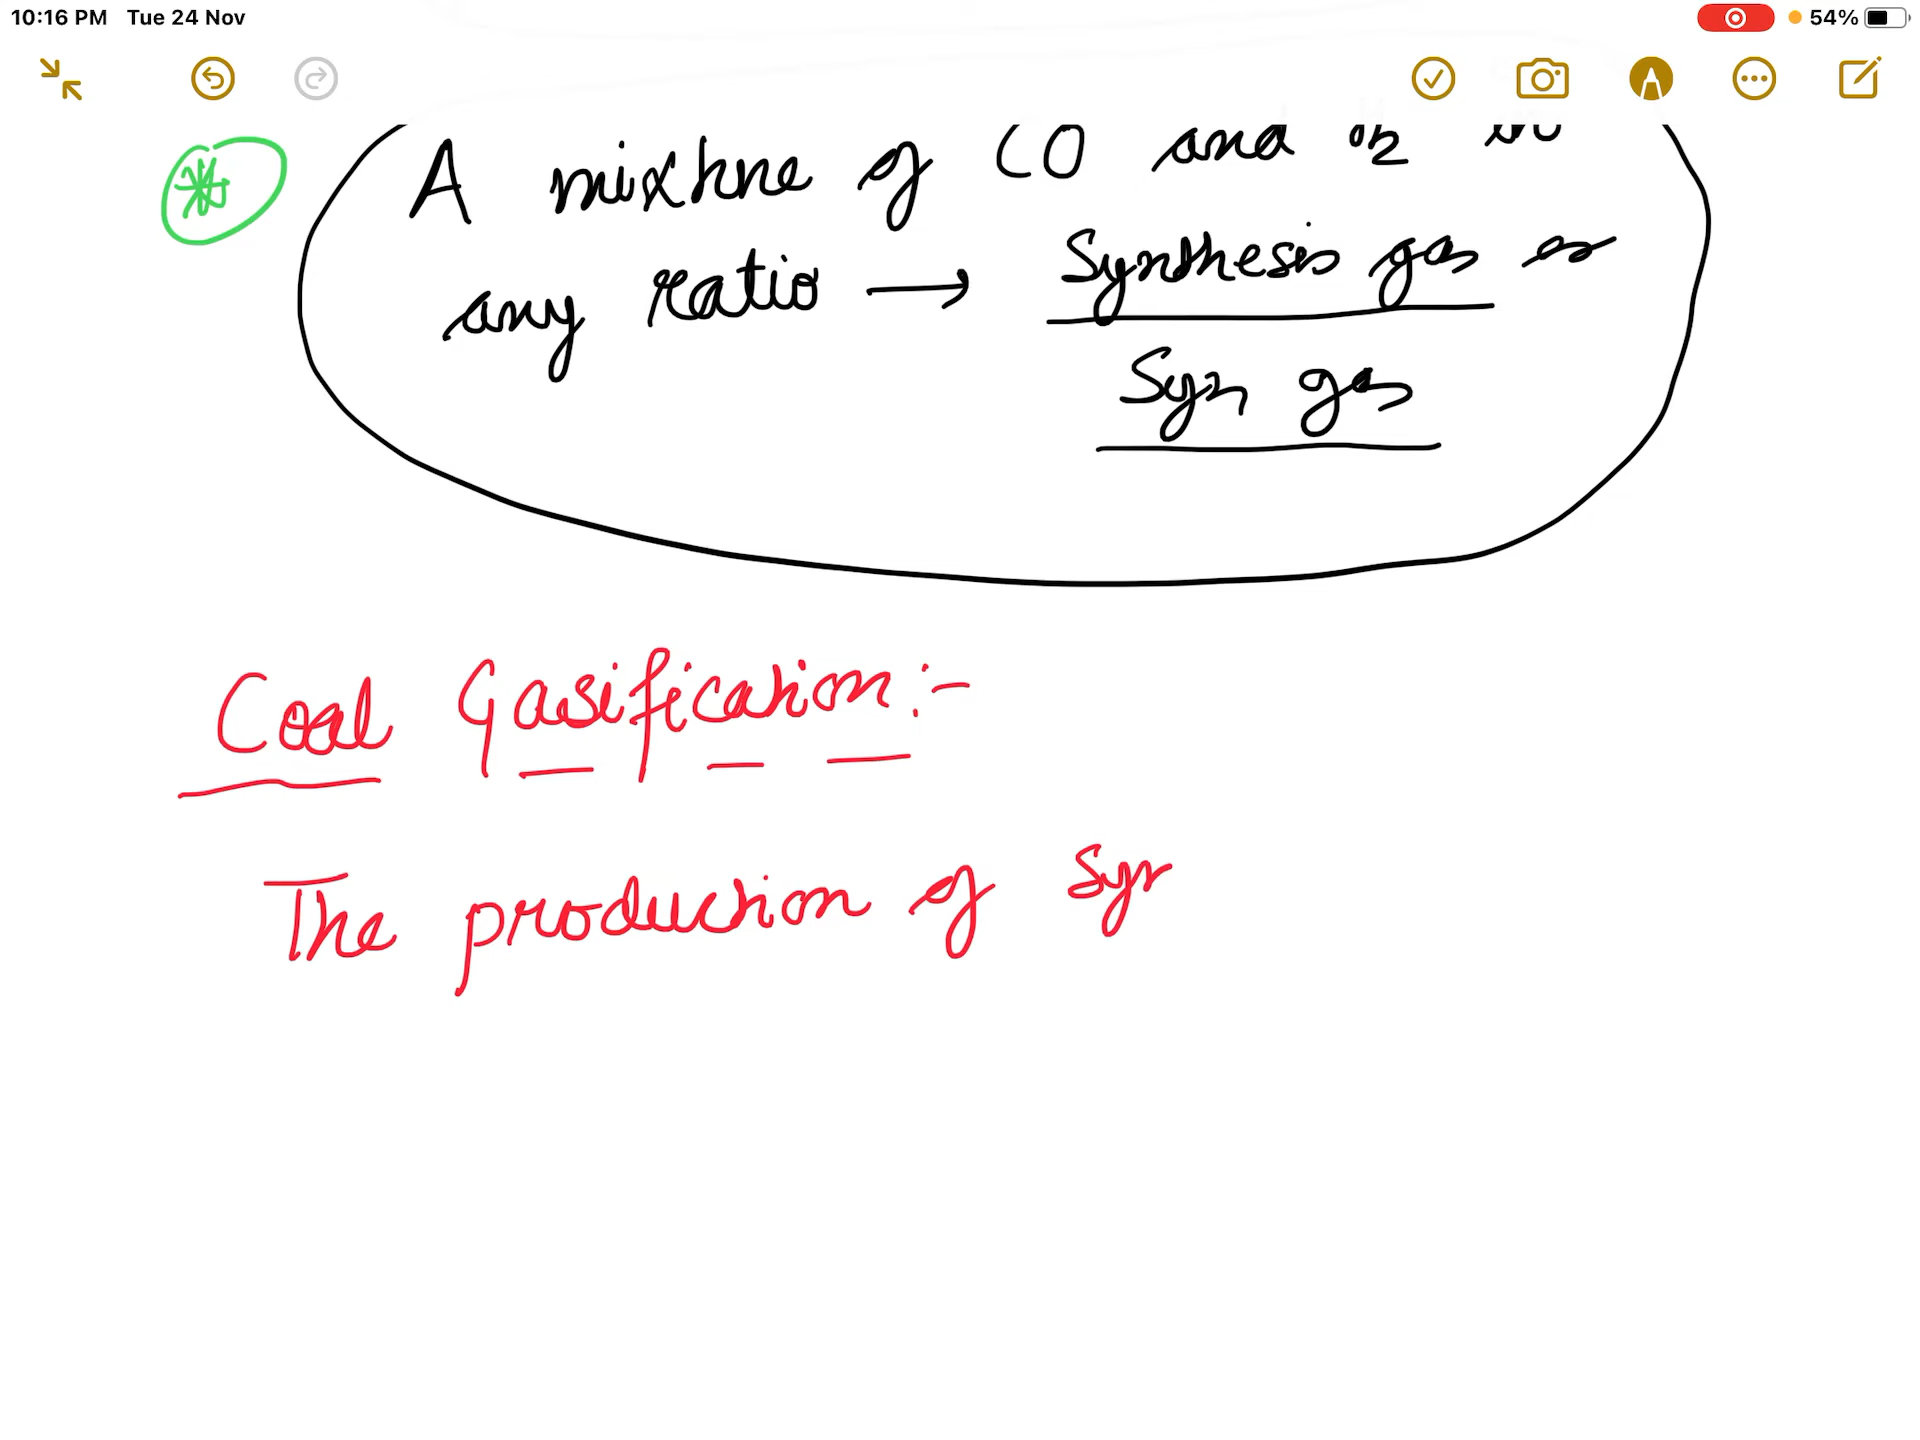 10:16 PM Tue 24 Nov
54%
A mixture of CO and H2 in
any ratio → Synthesis gas or
Syn gas
Coal Gasification:-
The production of Syn